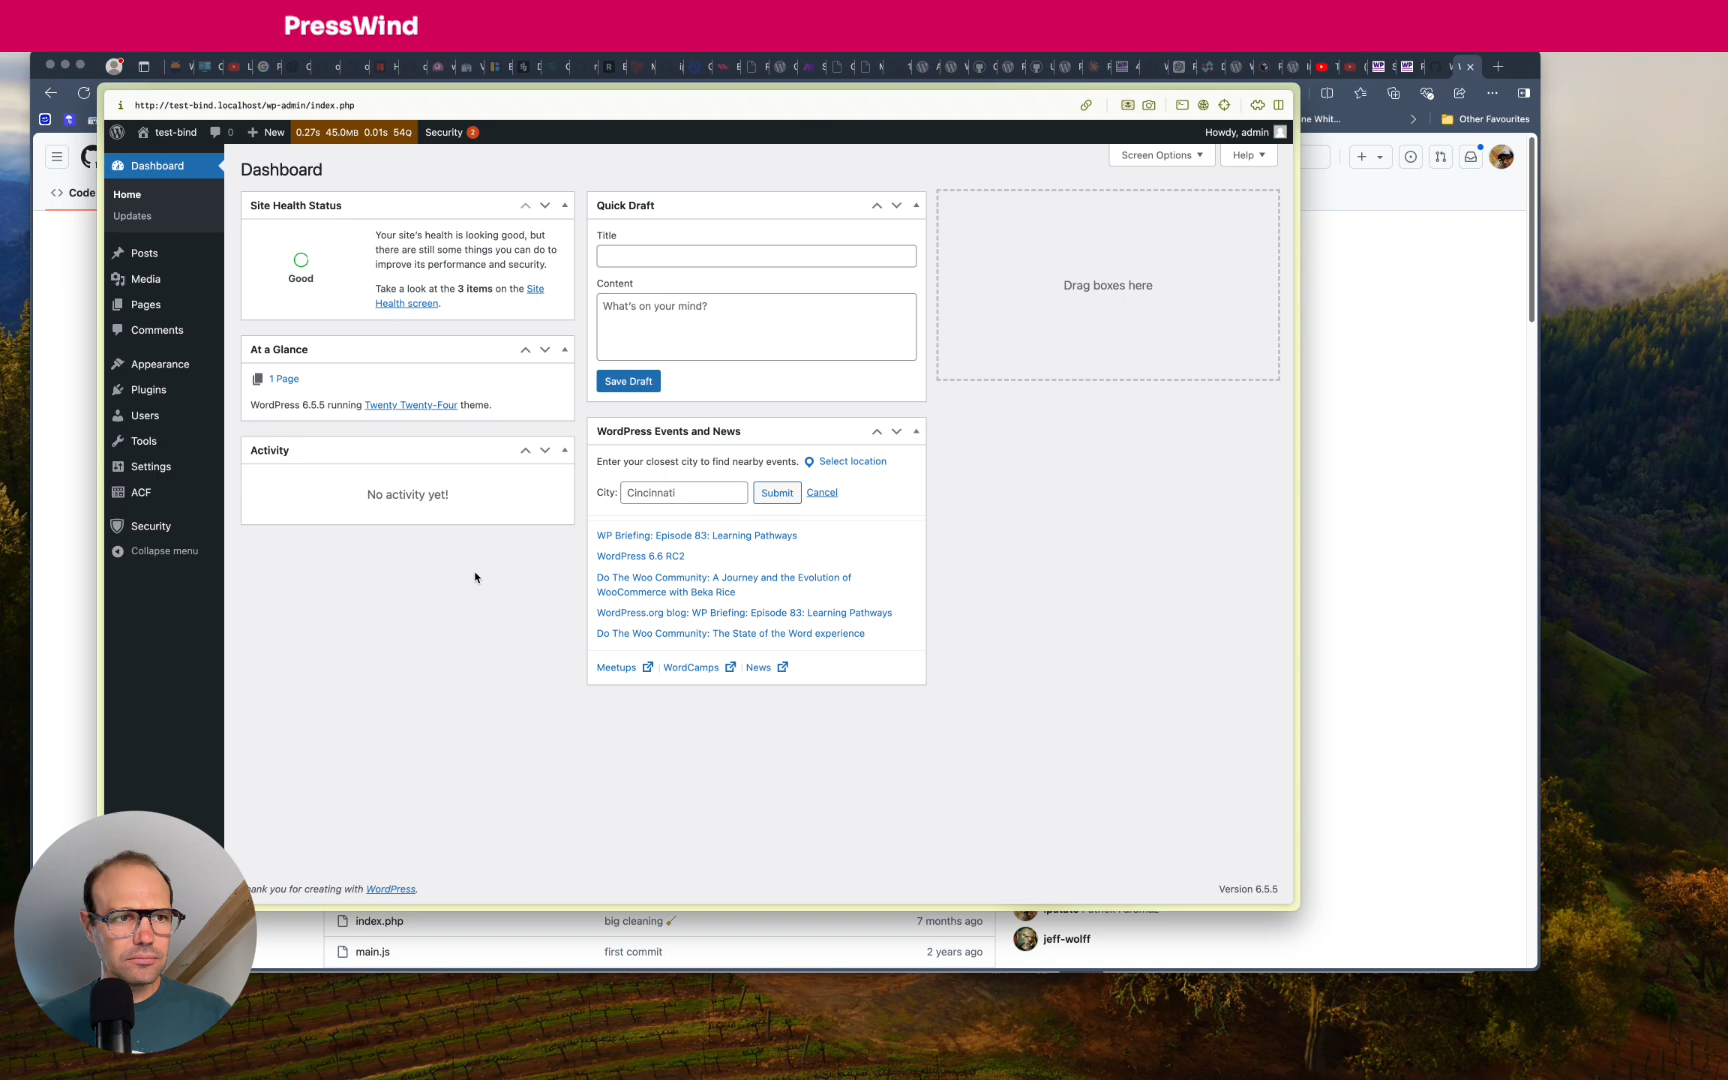 PressWind
http://test-bind.localhost/wp-admin/index.php
ne Whit...
Other Favourites
test-bind
0
New
0.27s 45.0MB 0.01s 54Q
Security 2
Howdy, admin
Code
Dashboard
Home
Updates
Posts
Media
Pages
Comments
Appearance
Plugins
Users
Tools
Settings
ACF
Security
Collapse menu
Dashboard
Screen Options
Help
Site Health Status
Good
Your site's health is looking good, but
there are still some things you can do to
improve its performance and security.
Take a look at the 3 items on the Site
Health screen.
At a Glance
1 Page
WordPress 6.5.5 running Twenty Twenty-Four theme.
Activity
No activity yet!
Quick Draft
Title
Content
What's on your mind?
Save Draft
WordPress Events and News
Enter your closest city to find nearby events. Select location
City: Cincinnati Submit Cancel
WP Briefing: Episode 83: Learning Pathways
WordPress 6.6 RC2
Do The Woo Community: A Journey and the Evolution of
WooCommerce with Beka Rice
WordPress.org blog: WP Briefing: Episode 83: Learning Pathways
Do The Woo Community: The State of the Word experience
Meetups | WordCamps | News
Drag boxes here
ank you for creating with WordPress.
Version 6.5.5
index.php
big cleaning
7 months ago
main.js
first commit
2 years ago
jeff-wolff